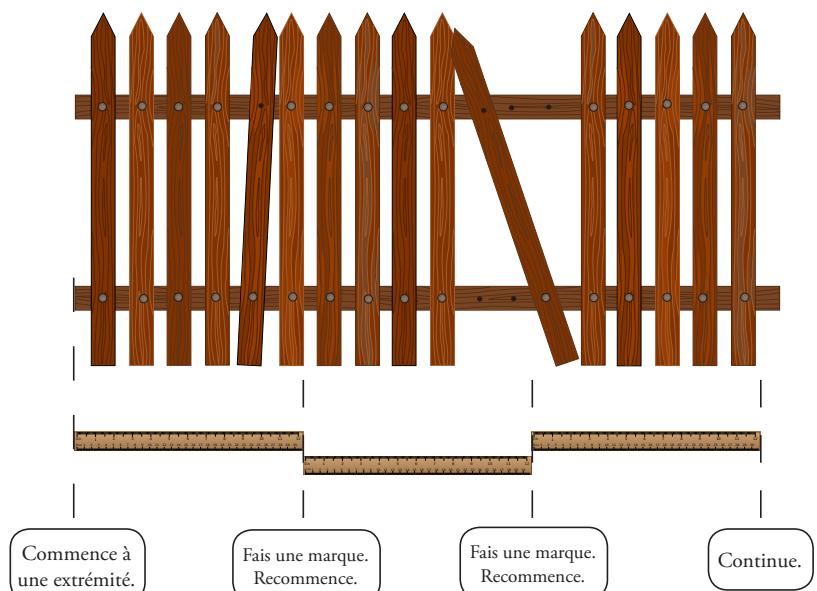 Commence à
une extrémité.
Fais une marque.
Recommence.
Fais une marque.
Recommence.
Continue.